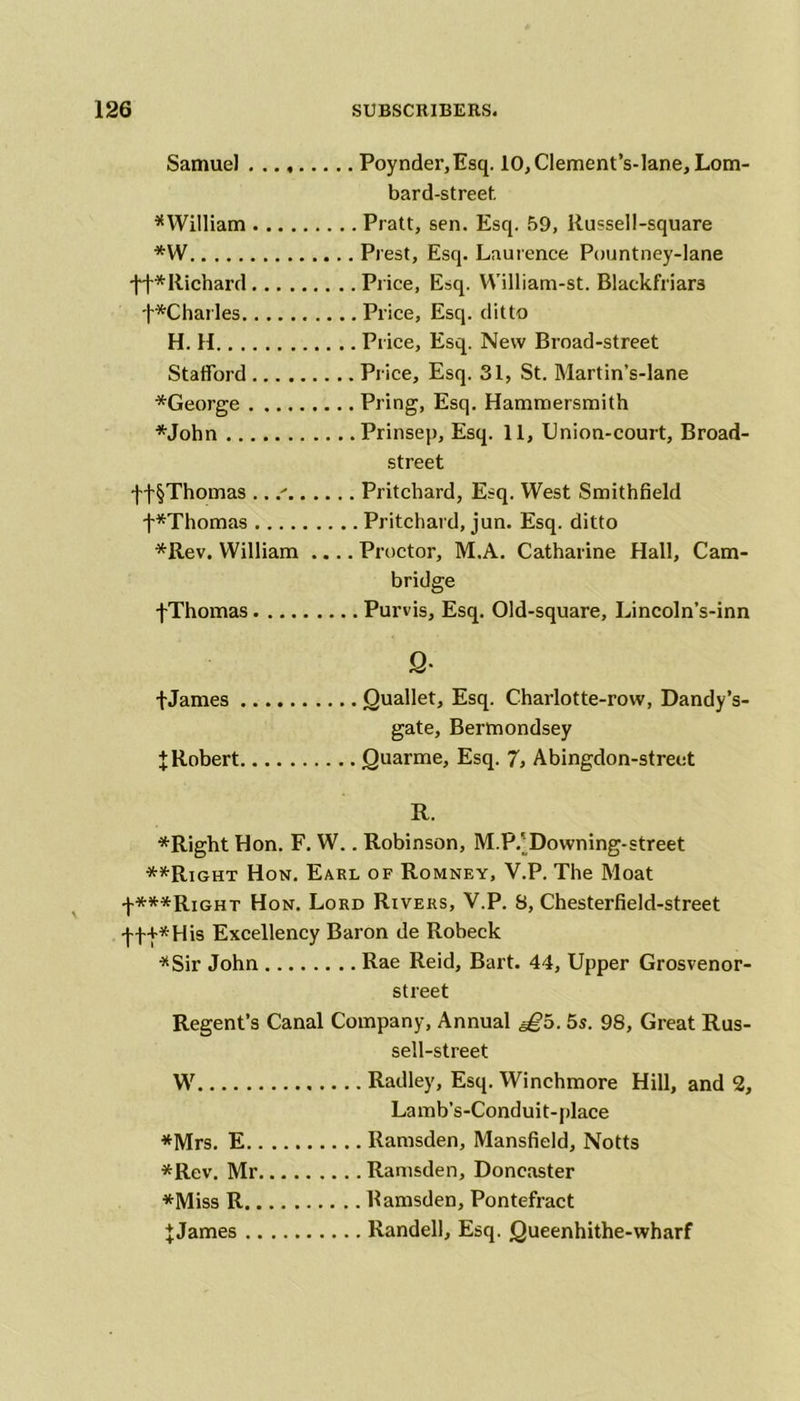 126 SUBSCRIBERS.
Samuel .......... Poynder, Esq. 10, Clement's-lane, Lom-
bard-street
*William .......... Pratt, sen. Esq. 59, Russell-square
*W.............. Prest, Esq. Laurence Pountney-lane
††*Richard.......... Price, Esq. William-st. Blackfriars
†*Charles........... Price, Esq. ditto
H. H............. Price, Esq. New Broad-street
Stafford .......... Price, Esq. 31, St. Martin's-lane
*George .......... Pring, Esq. Hammersmith
*John ............ Prinsep, Esq. 11, Union-court, Broad-
street
††§Thomas .......... Pritchard, Esq. West Smithfield
†*Thomas .......... Pritchard, jun. Esq. ditto
*Rev. William .... Proctor, M.A. Catharine Hall, Cam-
bridge
†Thomas.......... Purvis, Esq. Old-square, Lincoln's-inn
Q.
†James ........... Quallet, Esq. Charlotte-row, Dandy's-
gate, Bermondsey
‡Robert........... Quarme, Esq. 7, Abingdon-street
R.
*Right Hon. F. W.. Robinson, M.P. Downing-street
**Right Hon. Earl of Romney, V.P. The Moat
†***Right Hon. Lord Rivers, V.P. 8, Chesterfield-street
††‡*His Excellency Baron de Robeck
*Sir John ......... Rae Reid, Bart. 44, Upper Grosvenor-
street
Regent's Canal Company, Annual £5. 5s. 98, Great Rus-
sell-street
W............... Radley, Esq. Winchmore Hill, and 2,
Lamb's-Conduit-place
*Mrs. E........... Ramsden, Mansfield, Notts
*Rev. Mr.......... Ramsden, Doncaster
*Miss R........... Ramsden, Pontefract
‡James ........... Randell, Esq. Queenhithe-wharf